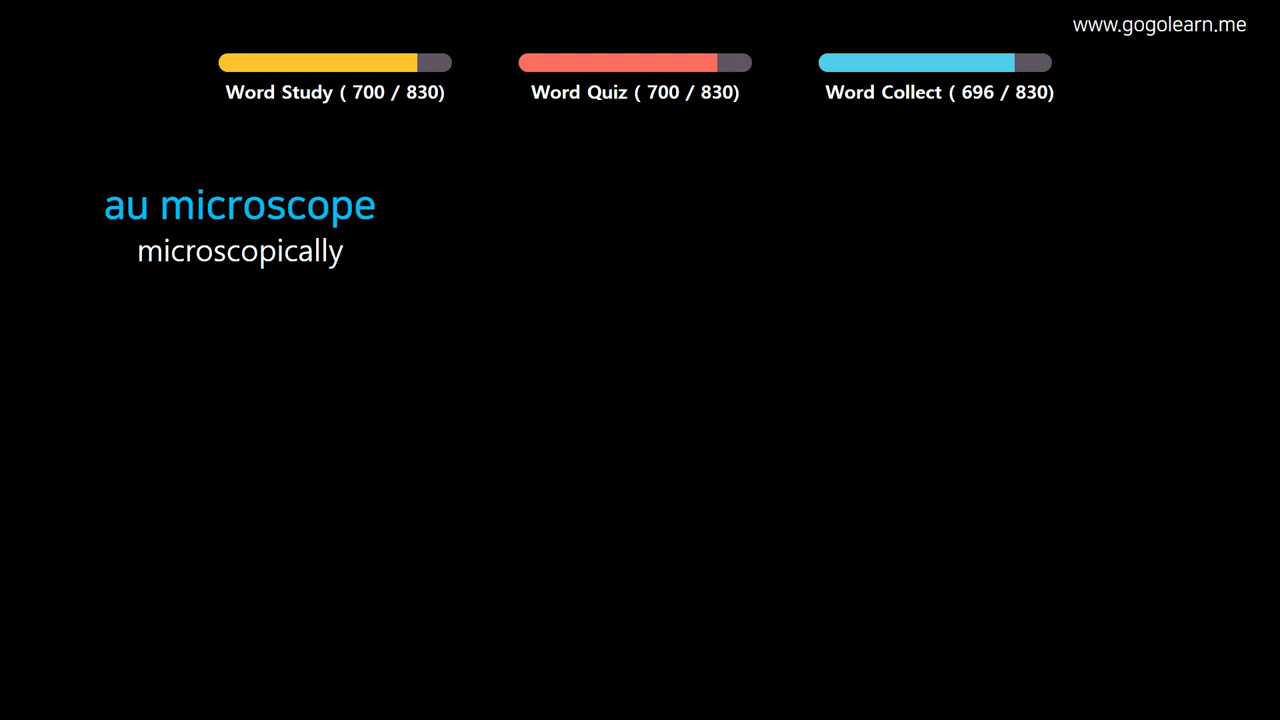 www.gogolearn.me
Word Study ( 700 / 830)
Word Quiz ( 700 / 830)
Word Collect ( 696 / 830)
au microscope
microscopically